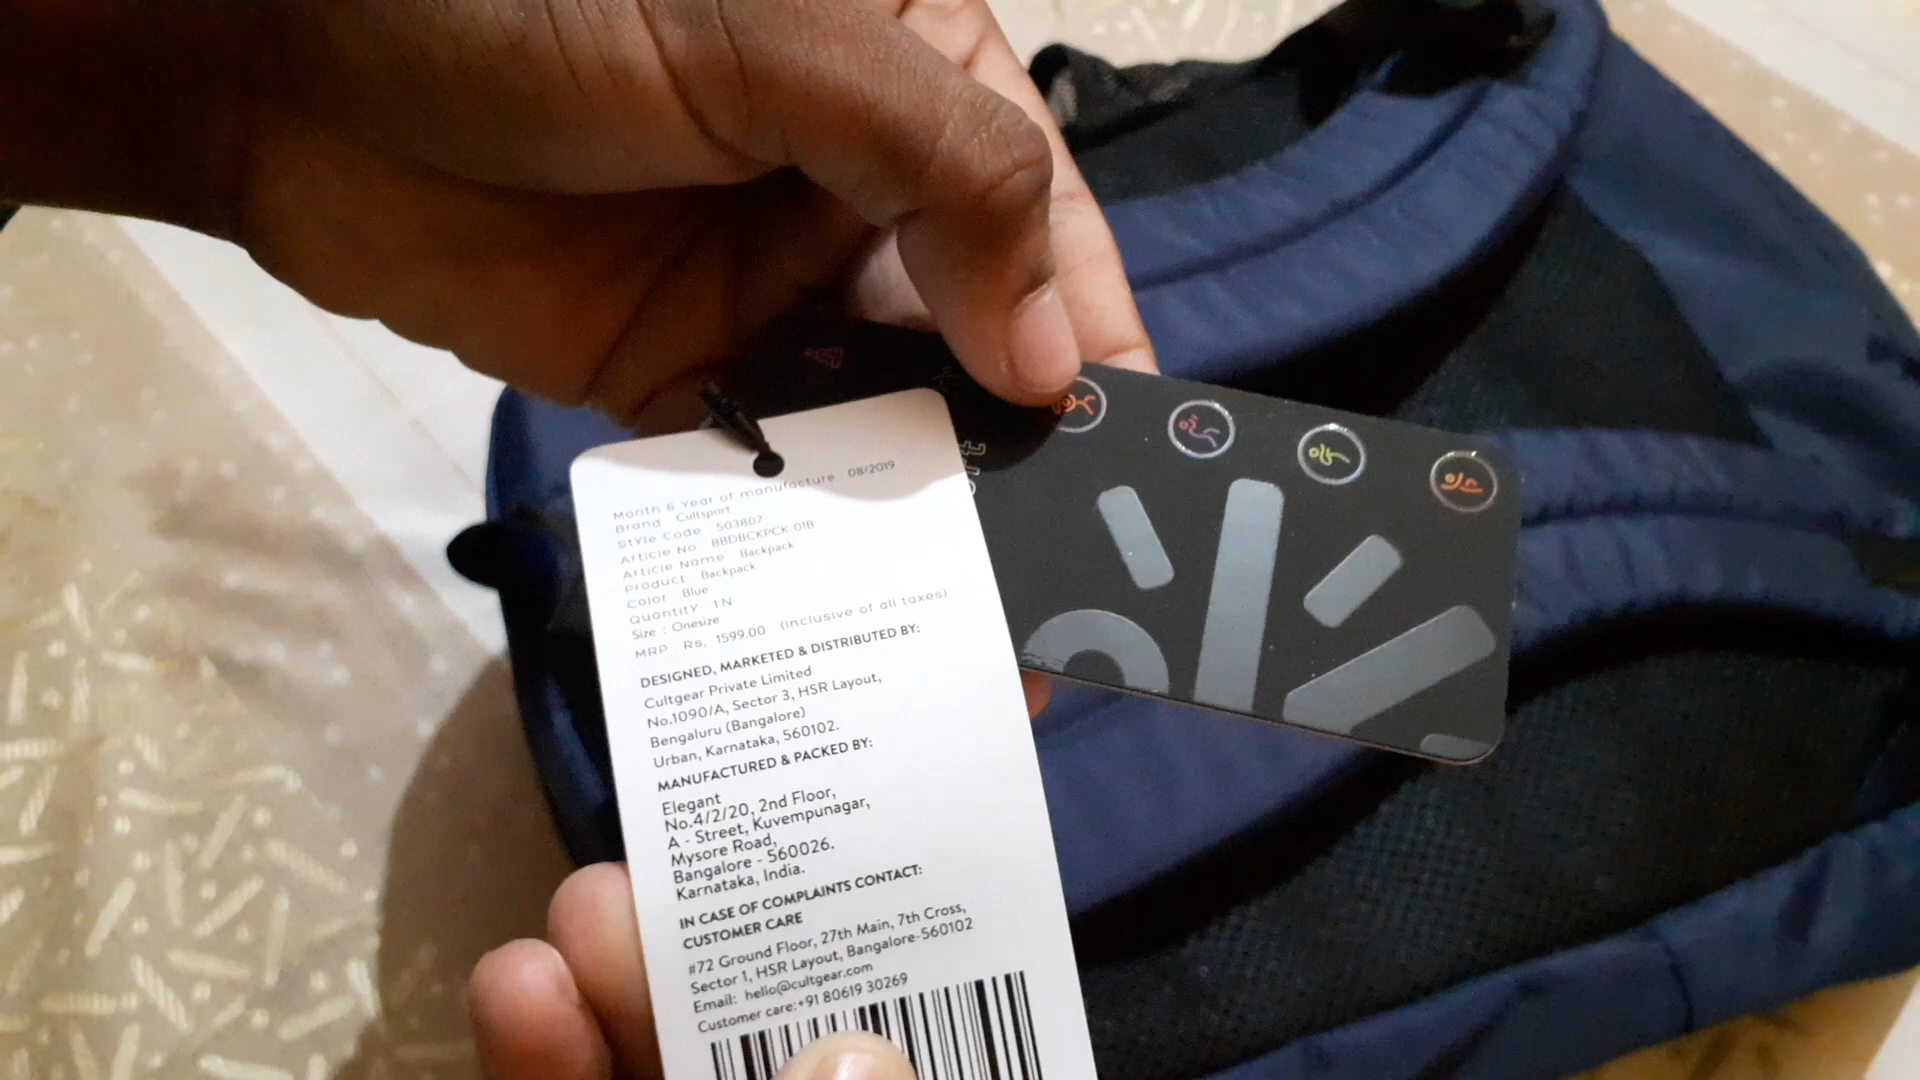 Month & Year of manufacture : 08/2019
Brand Cultsport
Style Code 503807
Article No BBDBCKPCK 01B
Article Name Backpack
Product Backpack
Color Blue
Quantity 1 N
Size : Onesize
MRP Rs. 1599.00 (Inclusive of all taxes)
DESIGNED, MARKETED & DISTRIBUTED BY:
Cultgear Private Limited
No.1090/A, Sector 3, HSR Layout,
Bengaluru (Bangalore)
Urban, Karnataka, 560102.
MANUFACTURED & PACKED BY:
Elegant
No.4/2/20, 2nd Floor,
A - Street, Kuvempunagar,
Mysore Road,
Bangalore - 560026.
Karnataka, India.
IN CASE OF COMPLAINTS CONTACT:
CUSTOMER CARE
#72 Ground Floor, 27th Main, 7th Cross,
Sector 1, HSR Layout, Bangalore-560102
Email: hello@cultgear.com
Customer care:+91 80619 30269